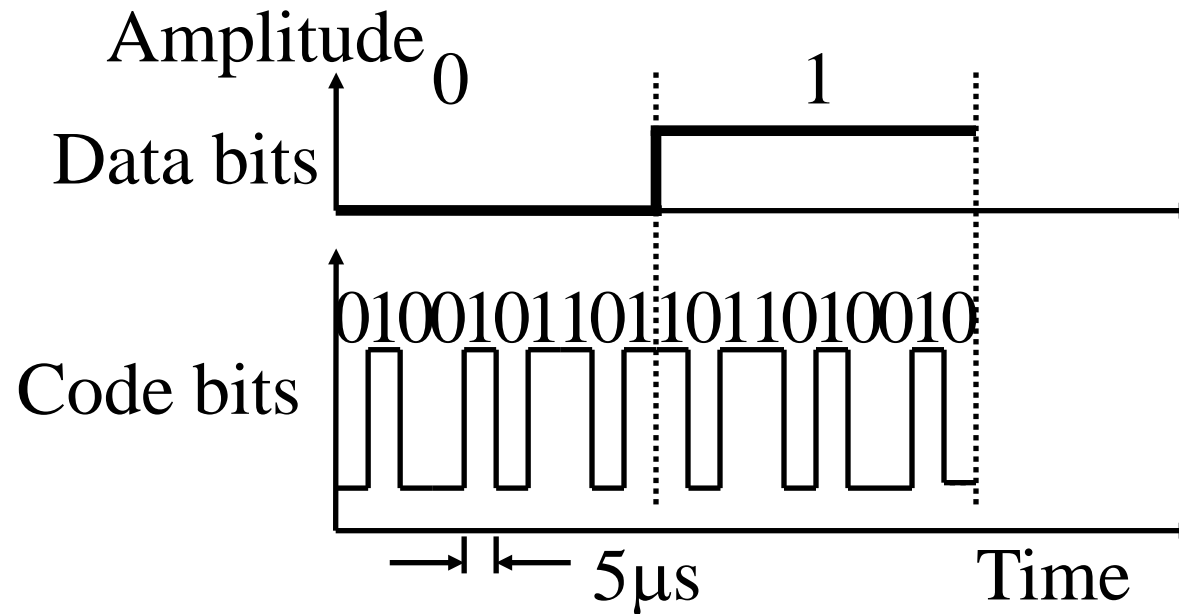 Amplitude
0 1
Data bits
01001011011011010010
Code bits
5μs Time